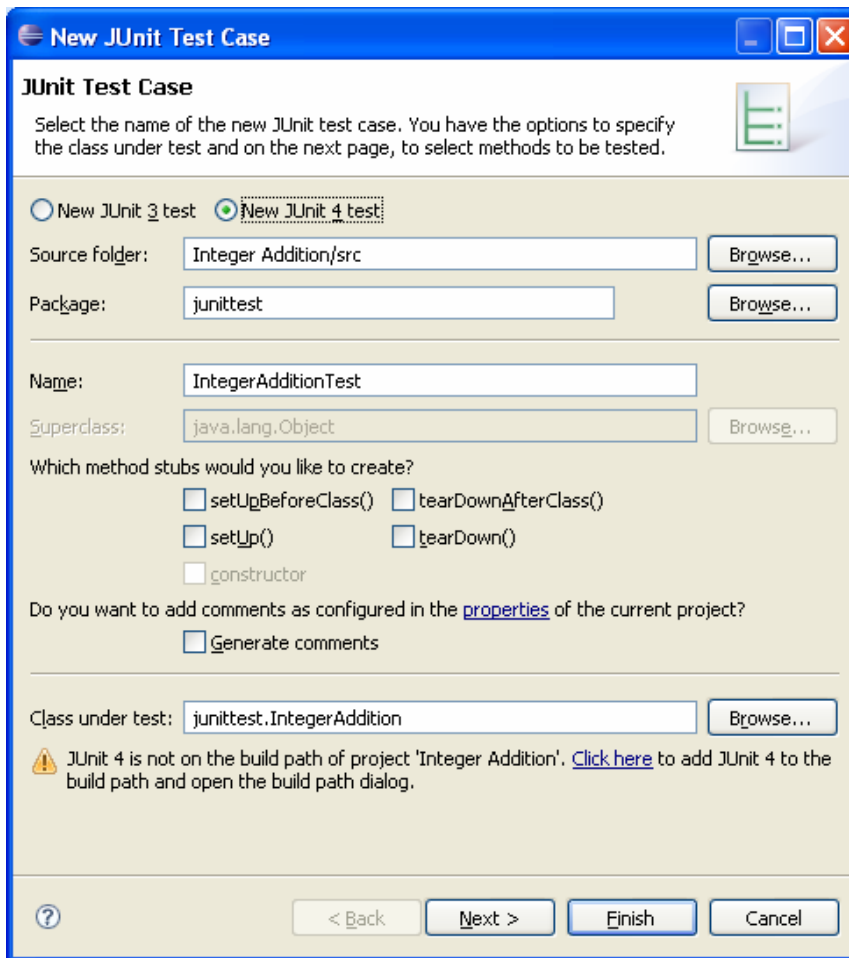 New JUnit Test Case
JUnit Test Case
Select the name of the new JUnit test case. You have the options to specify
the class under test and on the next page, to select methods to be tested.
New JUnit 3 test New JUnit 4 test
Source folder: Integer Addition/src Browse...
Package: junittest Browse...
Name: IntegerAdditionTest
Superclass: java.lang.Object Browse...
Which method stubs would you like to create?
setUpBeforeClass() tearDownAfterClass()
setUp() tearDown()
constructor
Do you want to add comments as configured in the properties of the current project?
Generate comments
Class under test: junittest.IntegerAddition Browse...
JUnit 4 is not on the build path of project 'Integer Addition'. Click here to add JUnit 4 to the
build path and open the build path dialog.
? < Back Next > Finish Cancel